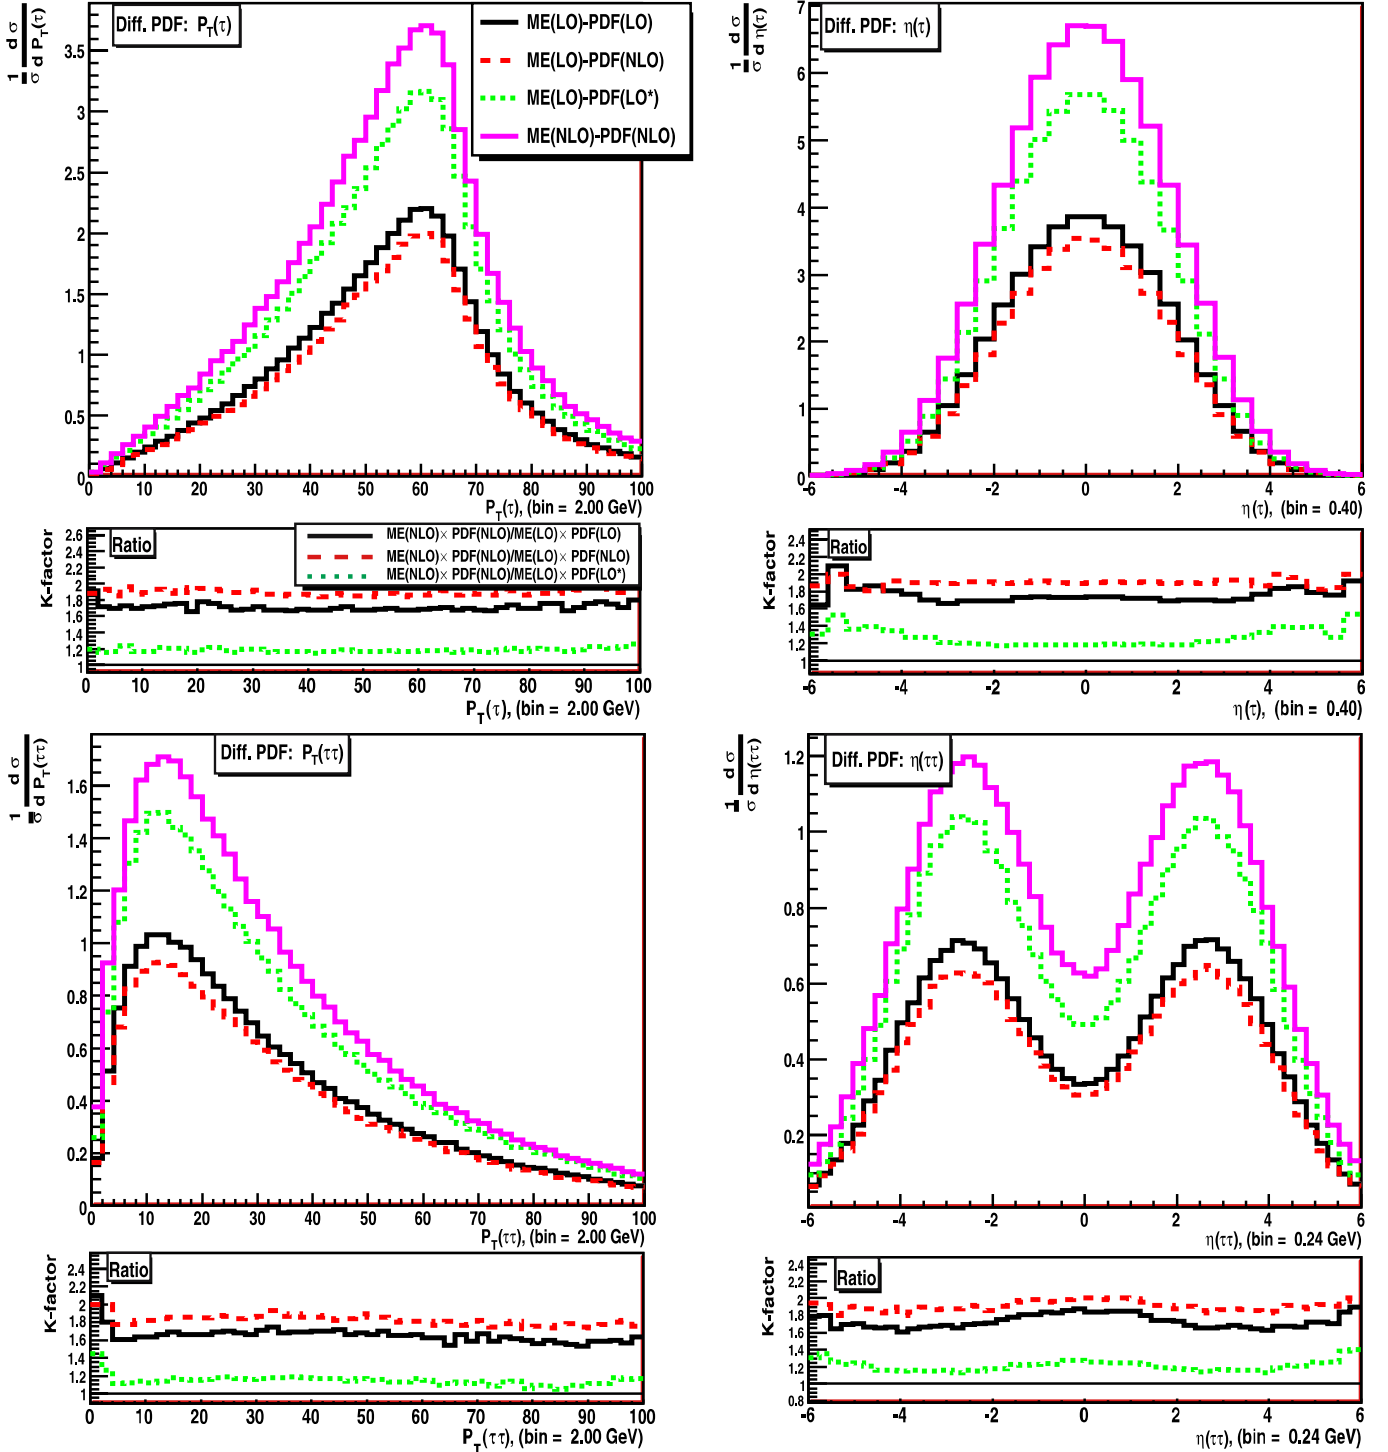 Diff. PDF: P_T(τ)
1/σ dσ/d P_T(τ)
ME(LO)-PDF(LO)
ME(LO)-PDF(NLO)
ME(LO)-PDF(LO*)
ME(NLO)-PDF(NLO)
3.5
3
2.5
2
1.5
1
0.5
0
0 10 20 30 40 50 60 70 80 90 100
P_T(τ), (bin = 2.00 GeV)
Diff. PDF: η(τ)
1/σ dσ/d η(τ)
7
6
5
4
3
2
1
0
-6 -4 -2 0 2 4 6
η(τ), (bin = 0.40)
Ratio
K-factor
ME(NLO)× PDF(NLO)/ME(LO)× PDF(LO)
ME(NLO)× PDF(NLO)/ME(LO)× PDF(NLO)
ME(NLO)× PDF(NLO)/ME(LO)× PDF(LO*)
2.6
2.4
2.2
2
1.8
1.6
1.4
1.2
1
0 10 20 30 40 50 60 70 80 90 100
P_T(τ), (bin = 2.00 GeV)
Ratio
K-factor
2.4
2.2
2
1.8
1.6
1.4
1.2
1
-6 -4 -2 0 2 4 6
η(τ), (bin = 0.40)
Diff. PDF: P_T(ττ)
1/σ dσ/d P_T(ττ)
1.6
1.4
1.2
1
0.8
0.6
0.4
0.2
0
0 10 20 30 40 50 60 70 80 90 100
P_T(ττ), (bin = 2.00 GeV)
Diff. PDF: η(ττ)
1/σ dσ/d η(ττ)
1.2
1
0.8
0.6
0.4
0.2
-6 -4 -2 0 2 4 6
η(ττ), (bin = 0.24 GeV)
Ratio
K-factor
2.4
2.2
2
1.8
1.6
1.4
1.2
1
0 10 20 30 40 50 60 70 80 90 100
P_T(ττ), (bin = 2.00 GeV)
Ratio
K-factor
2.4
2.2
2
1.8
1.6
1.4
1.2
1
0.8
-6 -4 -2 0 2 4 6
η(ττ), (bin = 0.24 GeV)